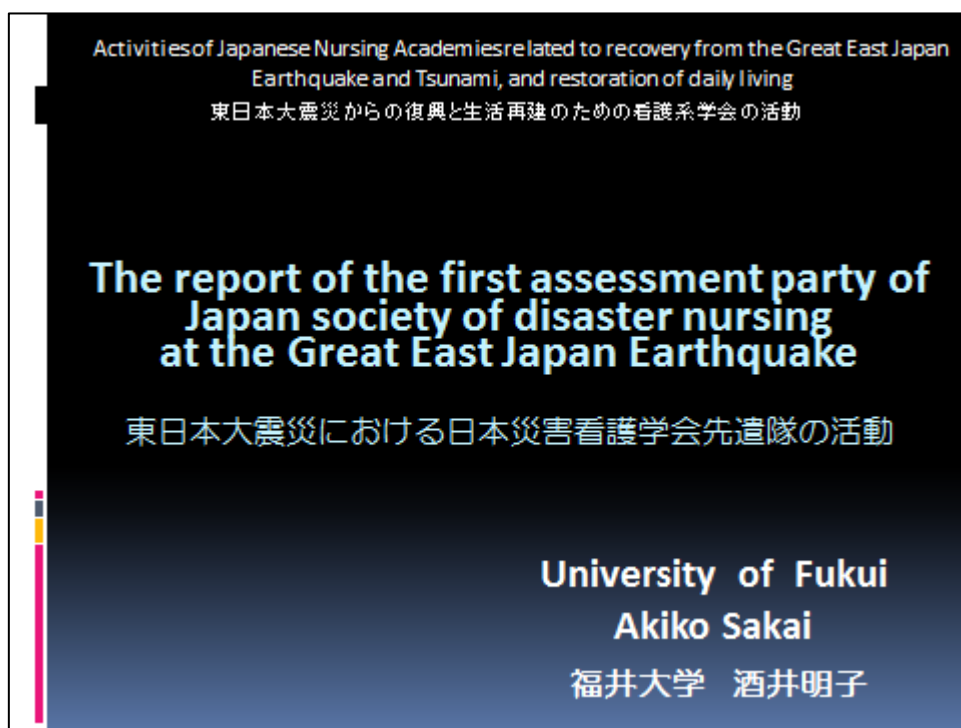 Activities of Japanese Nursing Academies related to recovery from the Great East Japan
Earthquake and Tsunami, and restoration of daily living
東日本大震災からの復興と生活再建のための看護系学会の活動
The report of the first assessment party of
Japan society of disaster nursing
at the Great East Japan Earthquake
東日本大震災における日本災害看護学会先遣隊の活動
University of Fukui
Akiko Sakai
福井大学 酒井明子